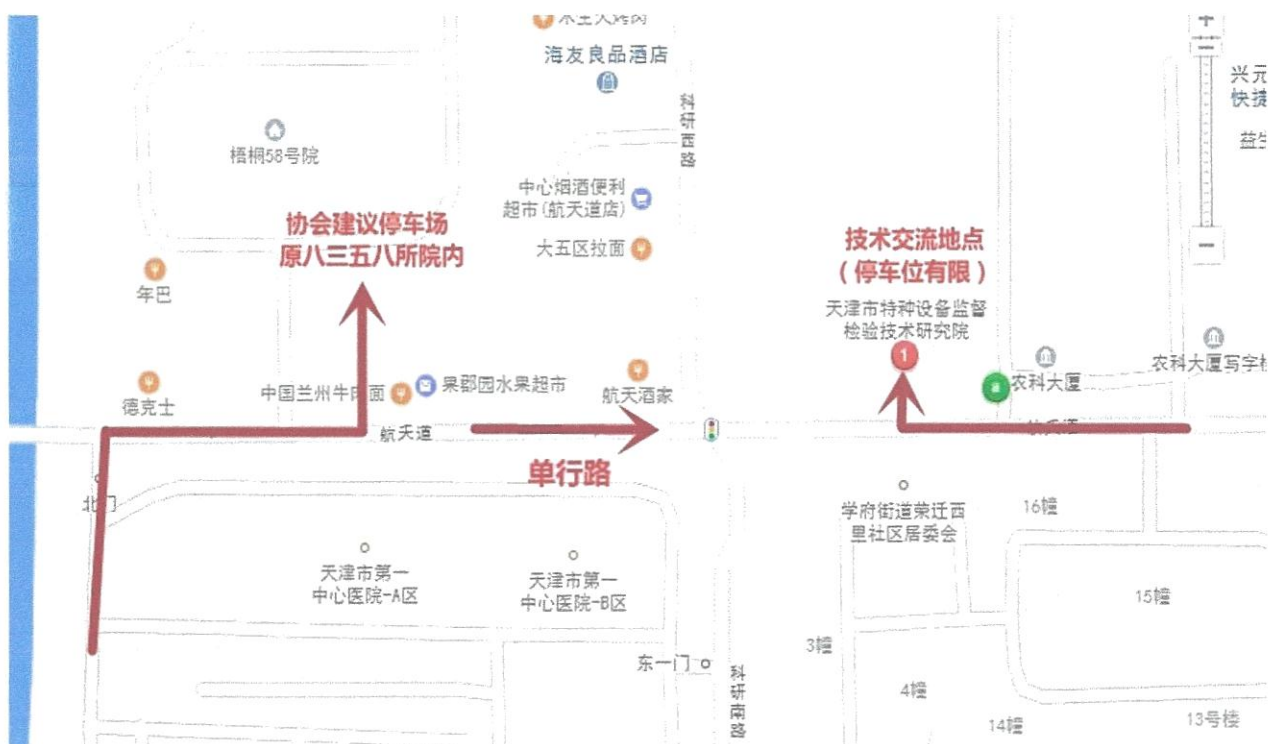 海友良品酒店
科研西路
兴元
快捷
梧桐58号院
中心烟酒便利
超市(航天道店)
协会建议停车场
原八三五八所院内
大五区拉面
技术交流地点
(停车位有限)
年巴
天津市特种设备监督
检验技术研究院
1
农科大厦写字楼
农科大厦
中国兰州牛肉面
果郡园水果超市
航天酒家
德克士
航天道
单行路
北门
学府街道荣迁西
里社区居委会
16幢
天津市第一
中心医院-A区
天津市第一
中心医院-B区
15幢
3幢
东一门
科研南路
4幢
14幢
13号楼